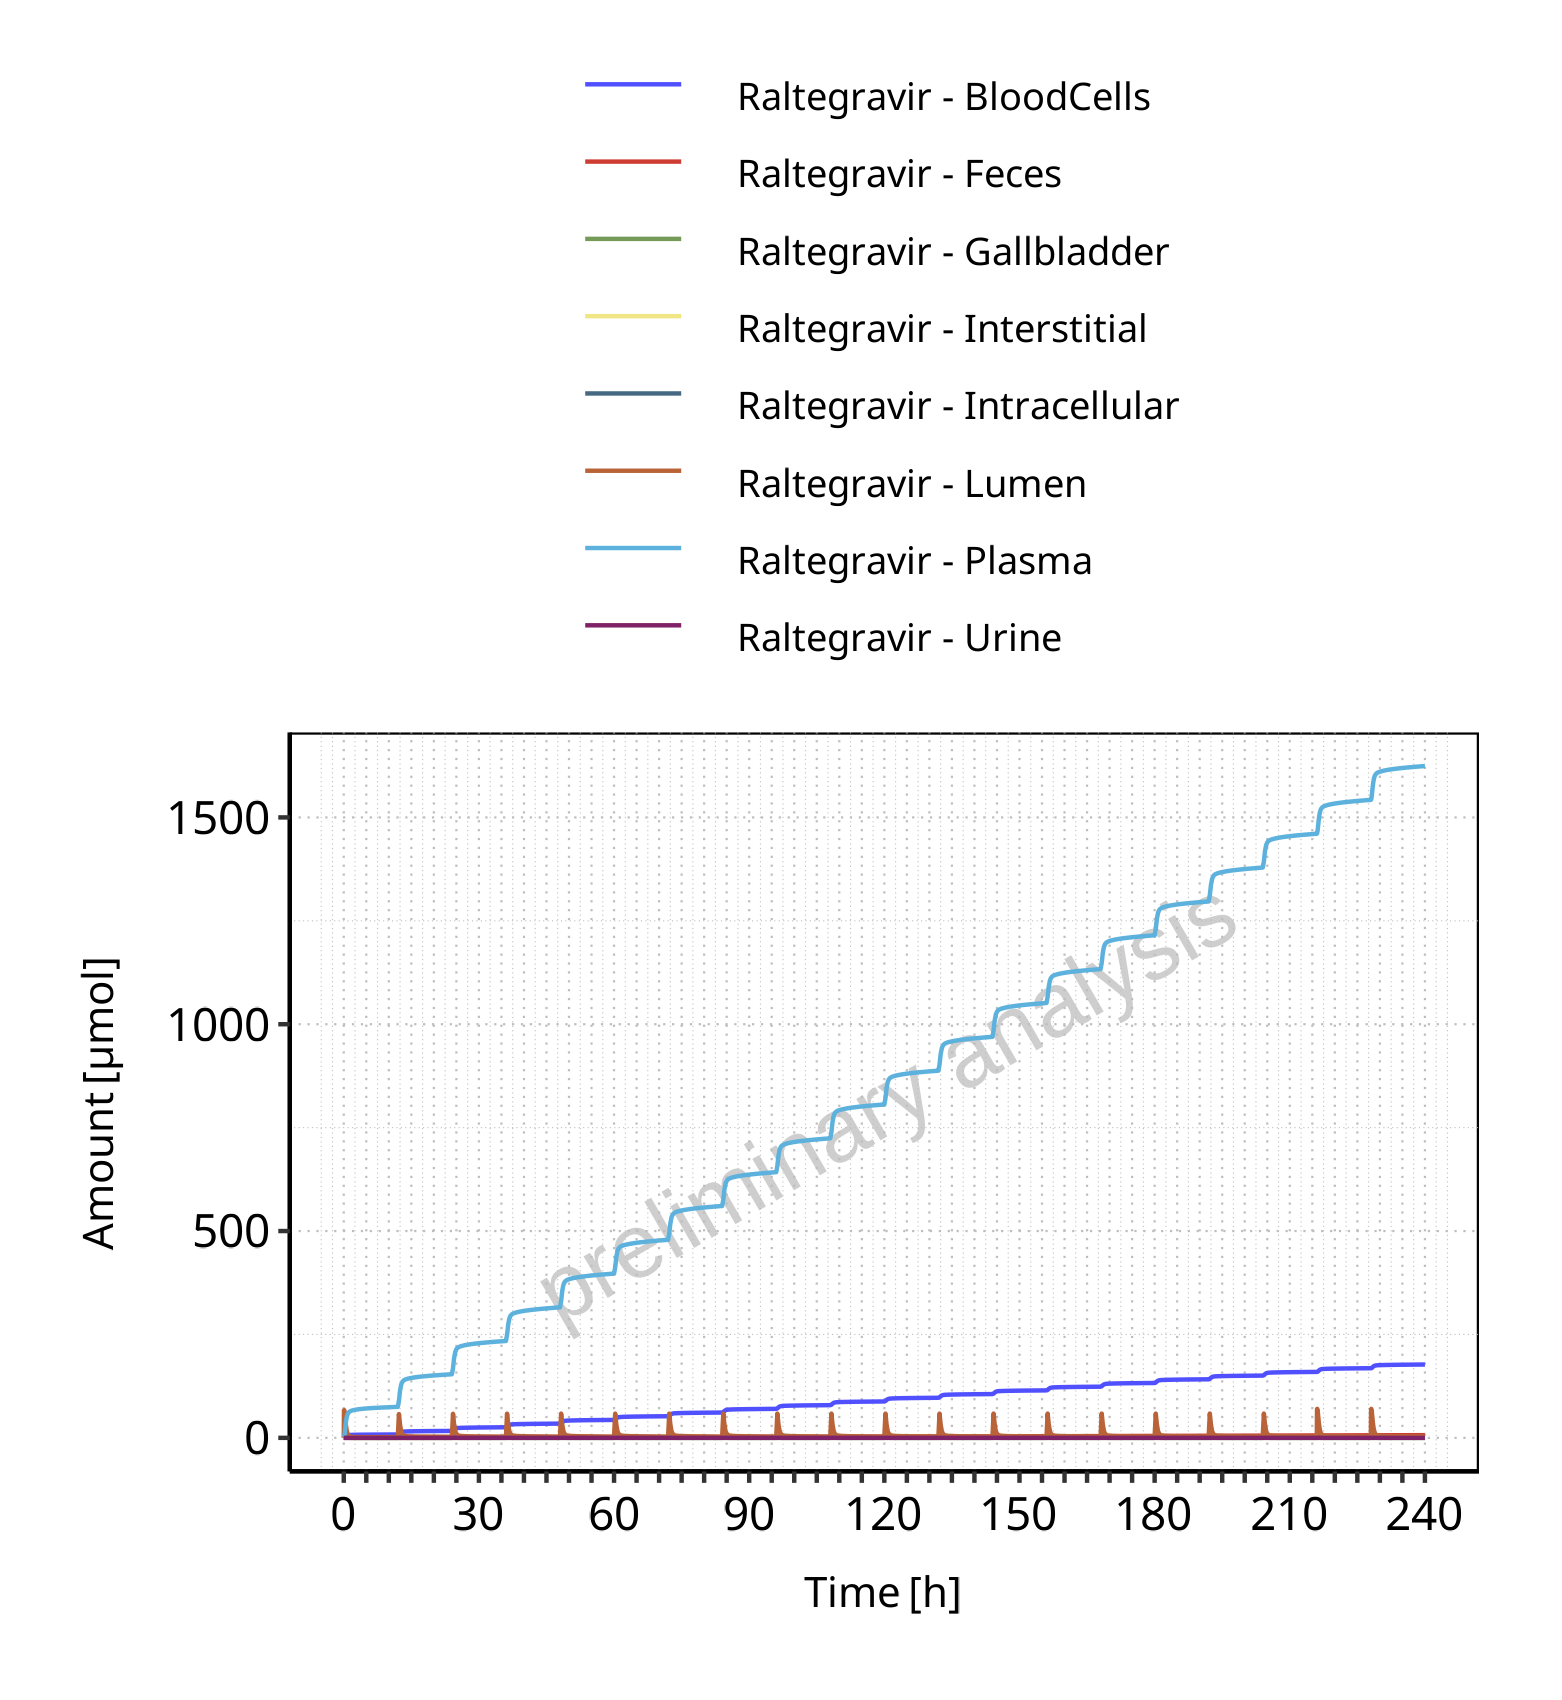 Raltegravir - BloodCells
Raltegravir - Feces
Raltegravir - Gallbladder
Raltegravir - Interstitial
Raltegravir - Intracellular
Raltegravir - Lumen
Raltegravir - Plasma
Raltegravir - Urine
1500
1000
500
0
Amount [µmol]
preliminary analysis
0 30 60 90 120 150 180 210 240
Time [h]